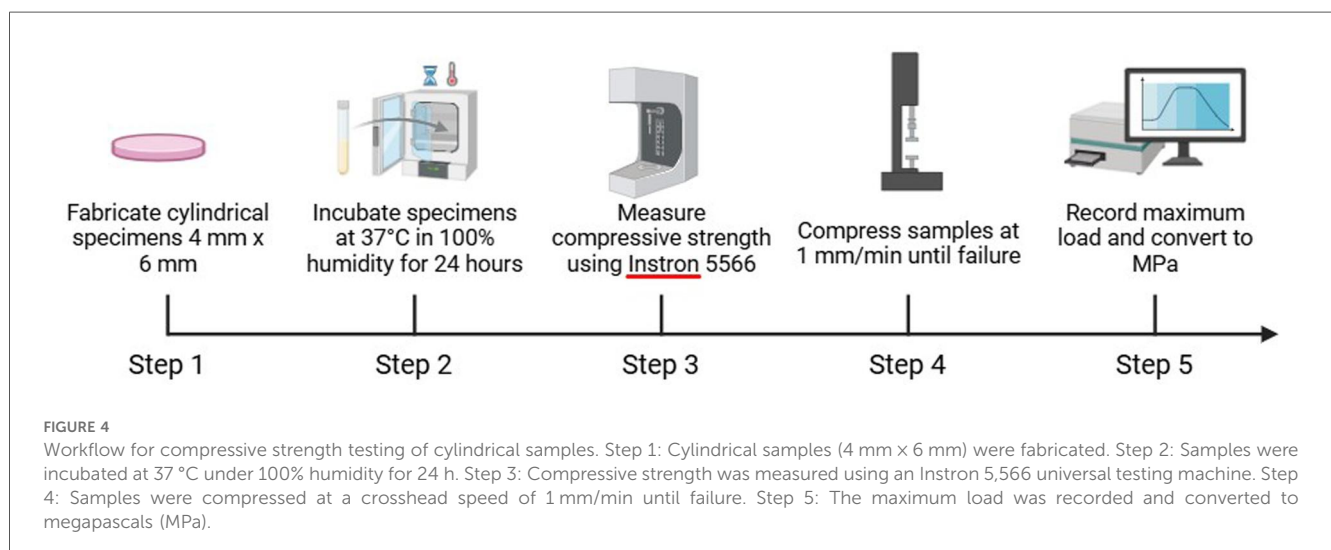 Fabricate cylindrical
specimens 4 mm x
6 mm
Incubate specimens
at 37°C in 100%
humidity for 24 hours
Measure
compressive strength
using Instron 5566
Compress samples at
1 mm/min until failure
Record maximum
load and convert to
MPa
Step 1
Step 2
Step 3
Step 4
Step 5
FIGURE 4
Workflow for compressive strength testing of cylindrical samples. Step 1: Cylindrical samples (4 mm × 6 mm) were fabricated. Step 2: Samples were
incubated at 37 °C under 100% humidity for 24 h. Step 3: Compressive strength was measured using an Instron 5,566 universal testing machine. Step
4: Samples were compressed at a crosshead speed of 1 mm/min until failure. Step 5: The maximum load was recorded and converted to
megapascals (MPa).